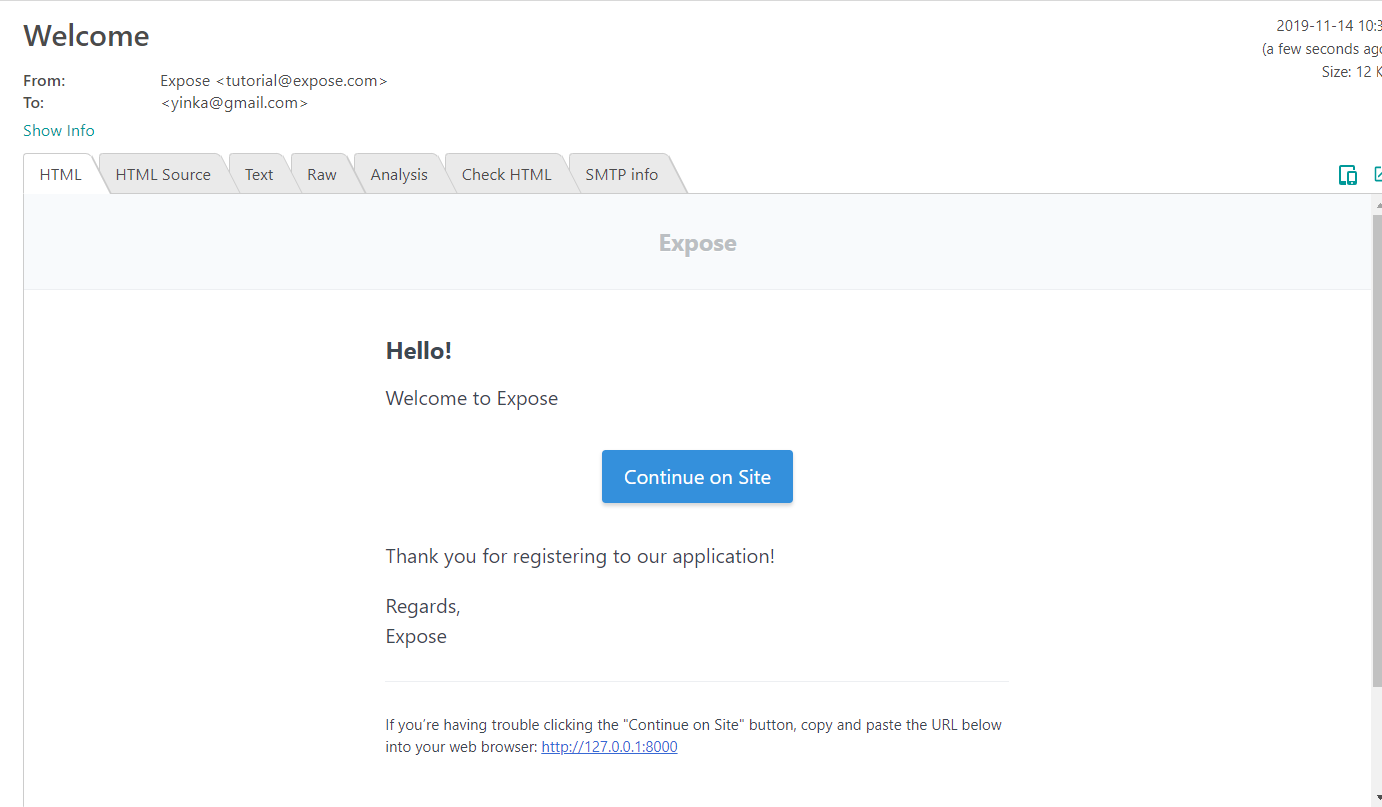 Welcome
2019-11-14 10:3
(a few seconds ago
Size: 12 K
From: Expose <tutorial@expose.com>
To: <yinka@gmail.com>
Show Info
HTML HTML Source Text Raw Analysis Check HTML SMTP info
Expose
Hello!
Welcome to Expose
Continue on Site
Thank you for registering to our application!
Regards,
Expose
If you’re having trouble clicking the "Continue on Site" button, copy and paste the URL below
into your web browser: http://127.0.0.1:8000